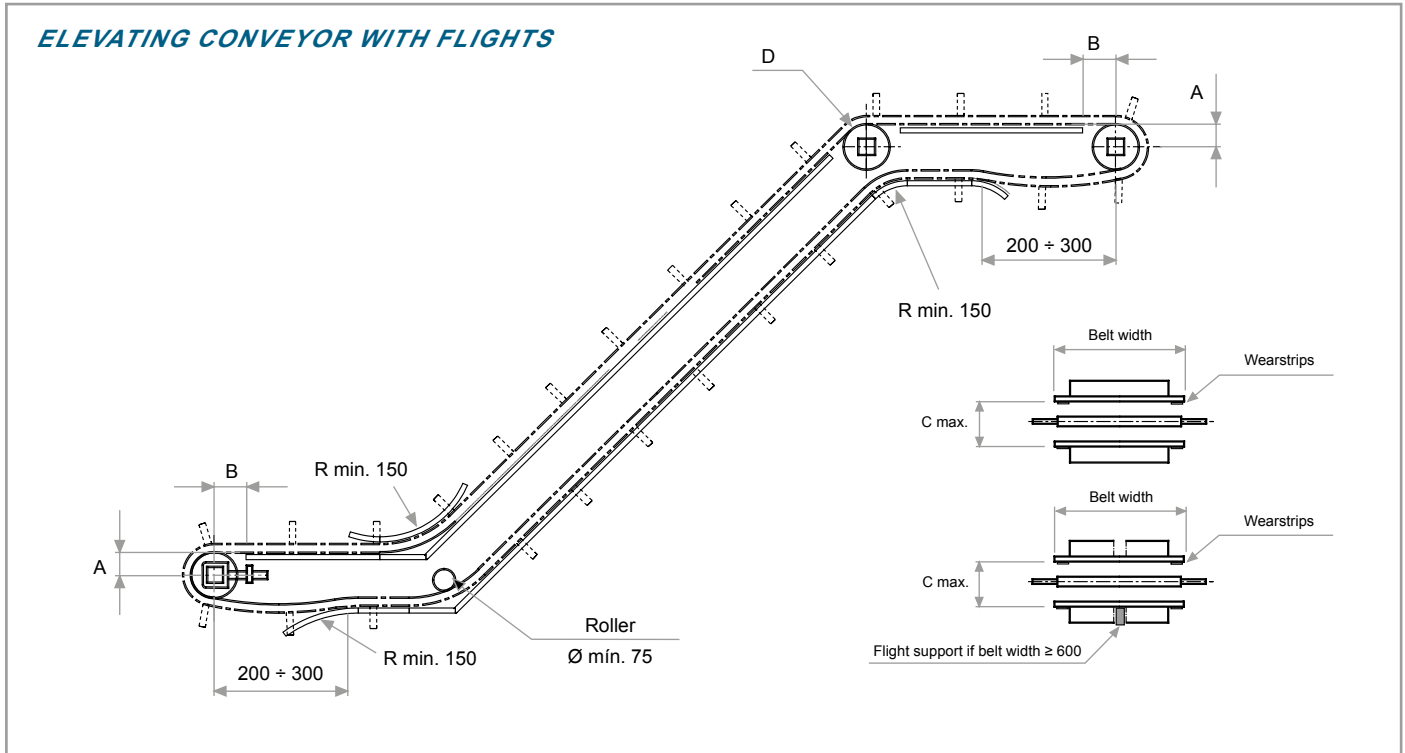 ELEVATING CONVEYOR WITH FLIGHTS
D
B
A
200 ÷ 300
R min. 150
Belt width
Wearstrips
C max.
B
R min. 150
A
Belt width
Wearstrips
C max.
Roller
Ø mín. 75
R min. 150
200 ÷ 300
Flight support if belt width ≥ 600